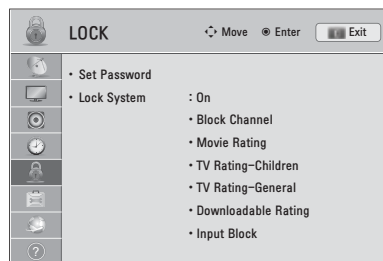 LOCK Move Enter Exit
• Set Password
• Lock System : On
• Block Channel
• Movie Rating
• TV Rating-Children
• TV Rating-General
• Downloadable Rating
• Input Block
?